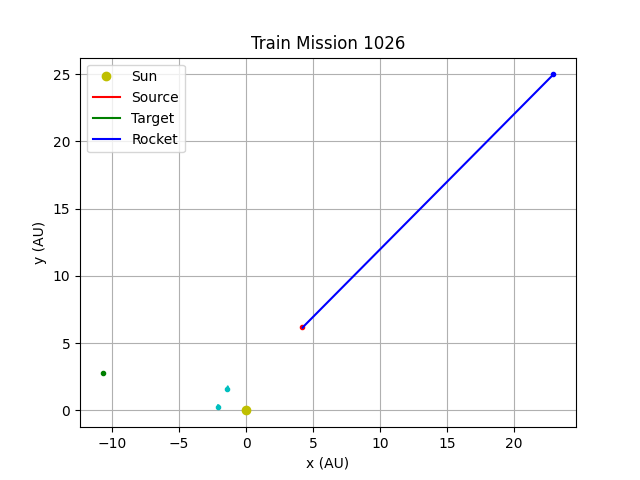 Train Mission 1026
Sun
Source
Target
Rocket
25
20
15
10
5
0
y (AU)
−10
−5
0
5
10
15
20
x (AU)